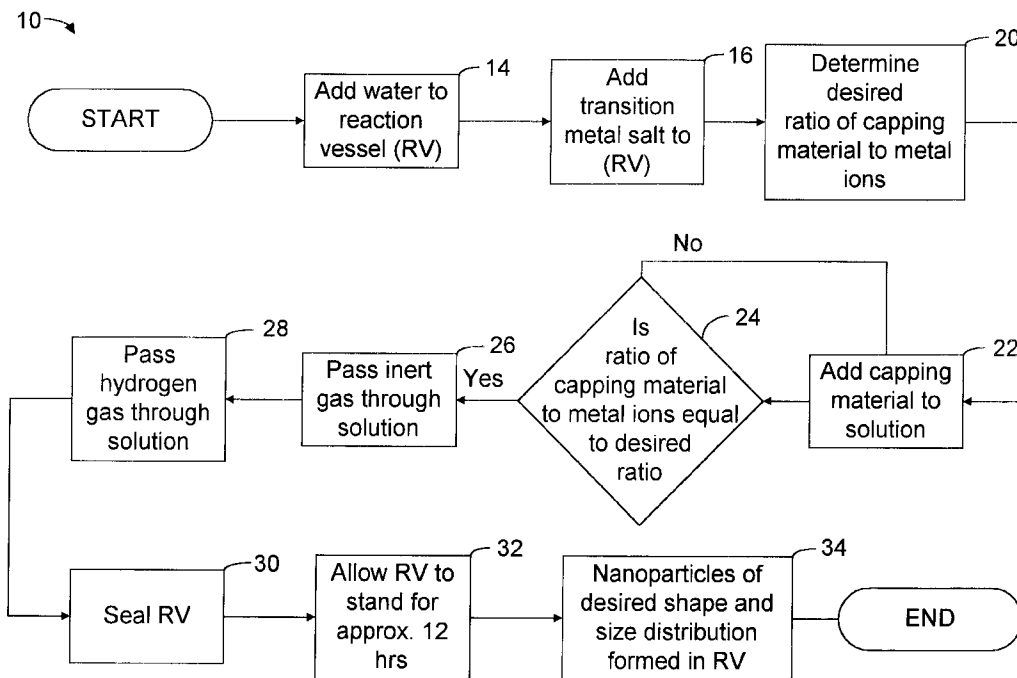 10
START
14
Add water to
reaction
vessel (RV)
16
Add
transition
metal salt to
(RV)
20
Determine
desired
ratio of capping
material to metal
ions
22
Add capping
material to
solution
No
24
Is
ratio of
capping material
to metal ions equal
to desired
ratio
Yes
26
Pass inert
gas through
solution
28
Pass
hydrogen
gas through
solution
30
Seal RV
32
Allow RV to
stand for
approx. 12
hrs
34
Nanoparticles of
desired shape and
size distribution
formed in RV
END